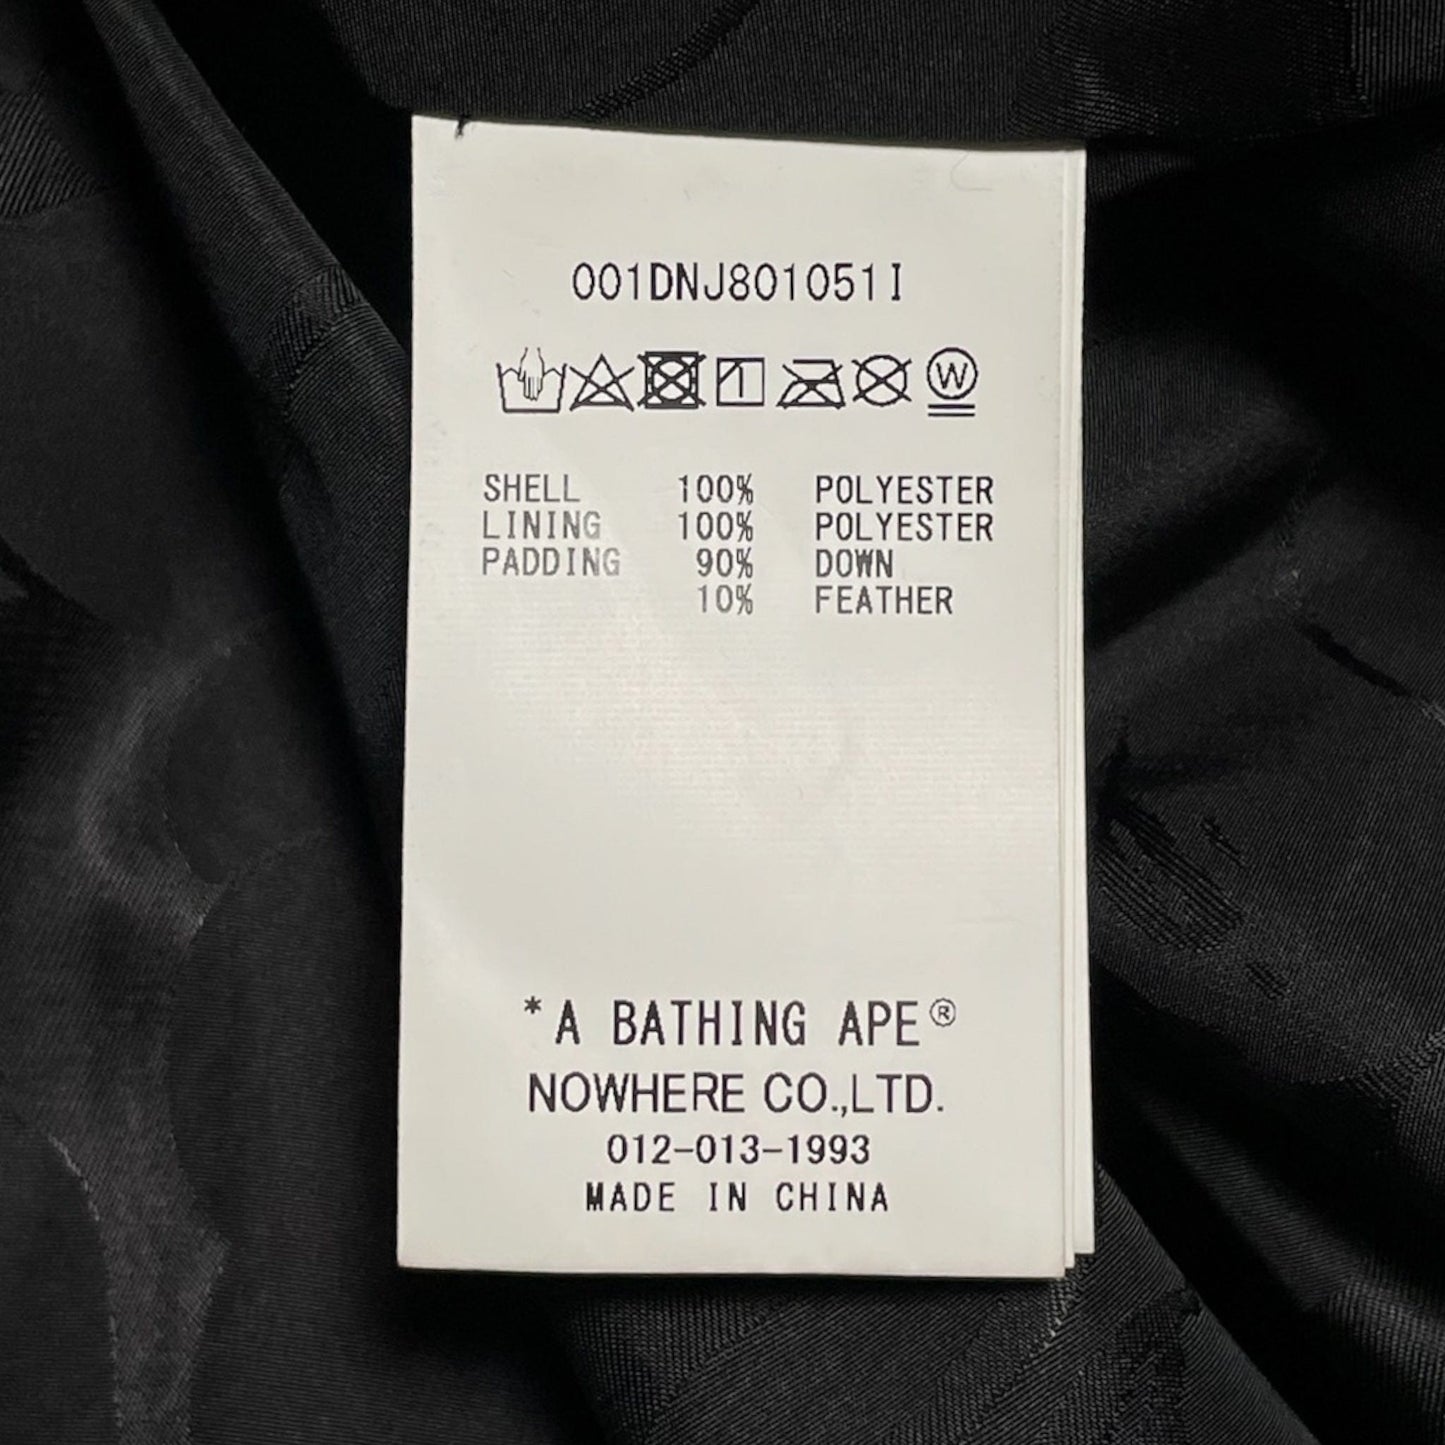 001DNJ801051I
W
SHELL 100% POLYESTER
LINING 100% POLYESTER
PADDING 90% DOWN
10% FEATHER
*A BATHING APE®
NOWHERE CO.,LTD.
012-013-1993
MADE IN CHINA